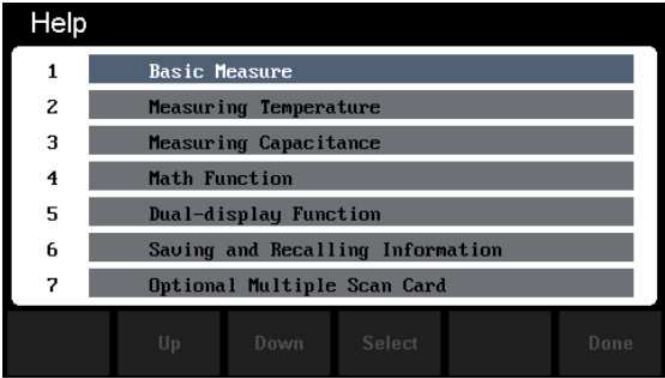 Help
1 Basic Measure
2 Measuring Temperature
3 Measuring Capacitance
4 Math Function
5 Dual-display Function
6 Saving and Recalling Information
7 Optional Multiple Scan Card
Up Down Select Done